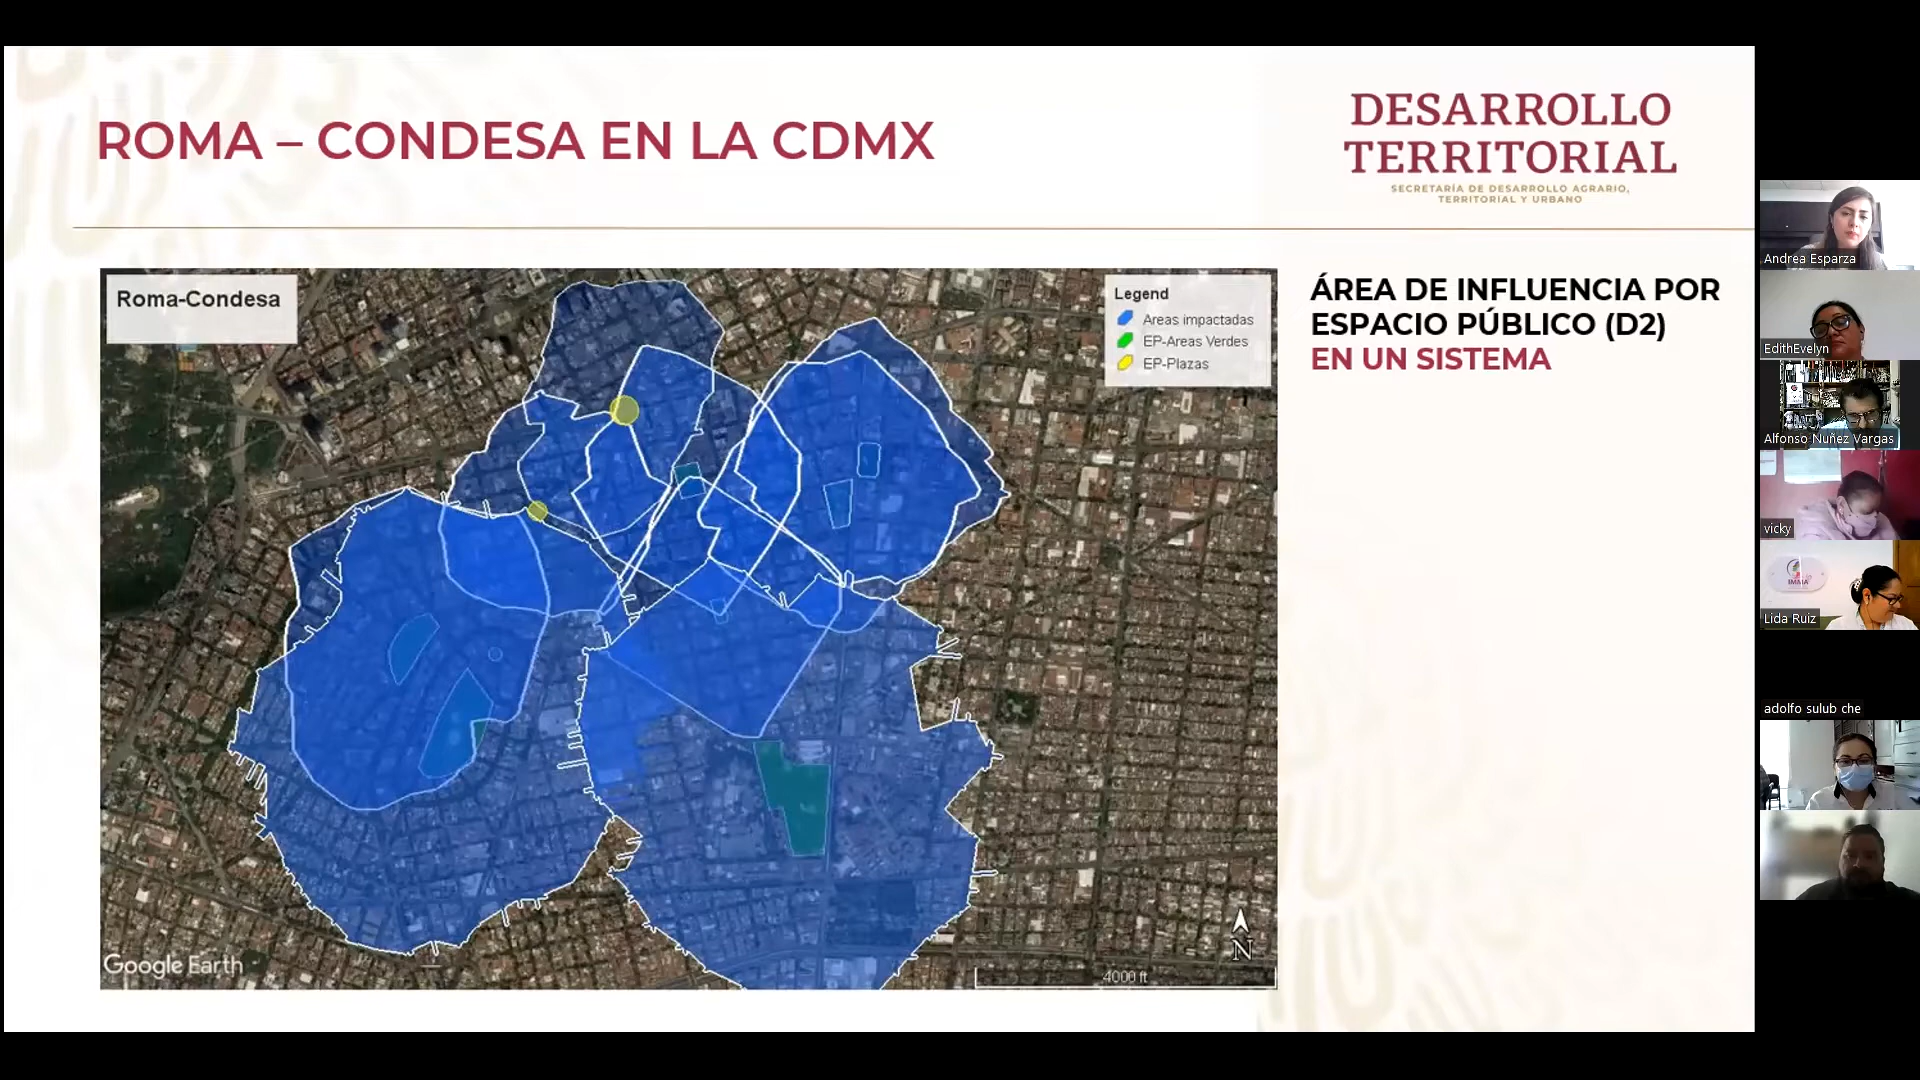 ROMA – CONDESA EN LA CDMX
DESARROLLO
TERRITORIAL
SECRETARÍA DE DESARROLLO AGRARIO,
TERRITORIAL Y URBANO
Roma-Condesa
Legend
Areas impactadas
EP-Areas Verdes
EP-Plazas
N
4000 ft
Google Earth
ÁREA DE INFLUENCIA POR
ESPACIO PÚBLICO (D2)
EN UN SISTEMA
Andrea Esparza
EdithEvelyn
Alfonso Nuñez Vargas
vicky
Lida Ruiz
adolfo sulub che